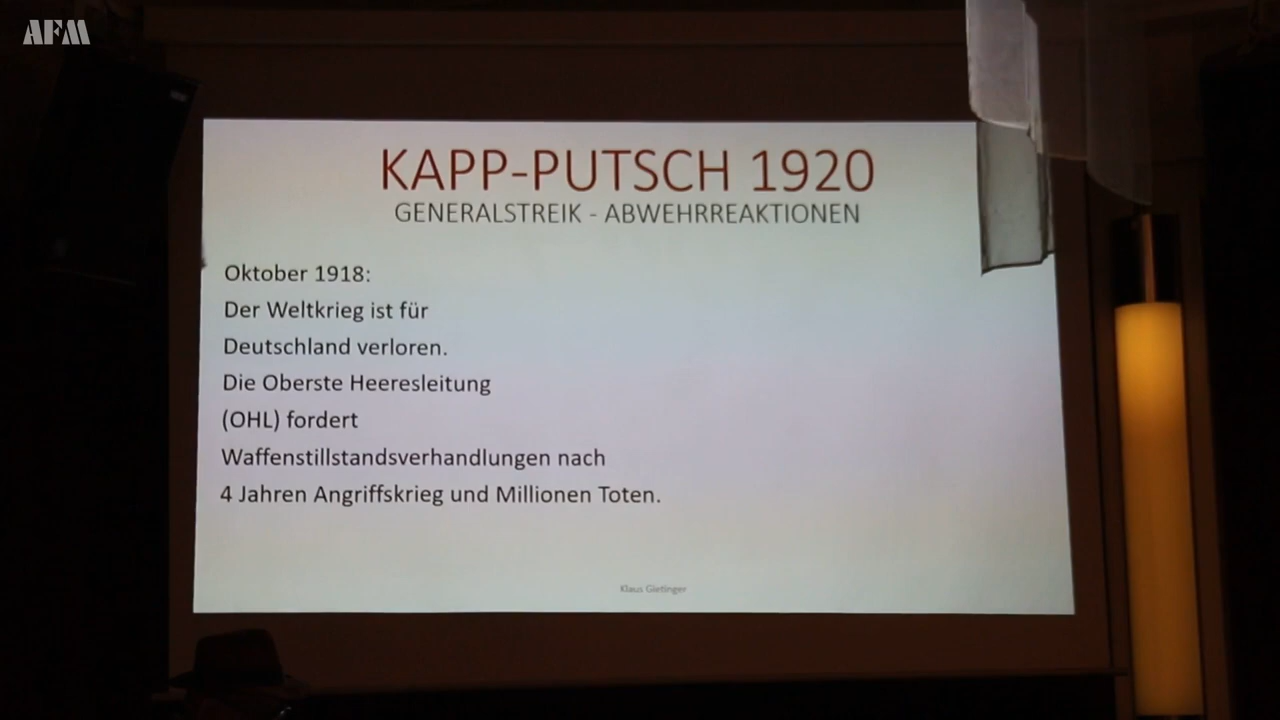 AFM
KAPP-PUTSCH 1920
GENERALSTREIK - ABWEHRREAKTIONEN
Oktober 1918:
Der Weltkrieg ist für
Deutschland verloren.
Die Oberste Heeresleitung
(OHL) fordert
Waffenstillstandsverhandlungen nach
4 Jahren Angriffskrieg und Millionen Toten.
Klaus Gietinger